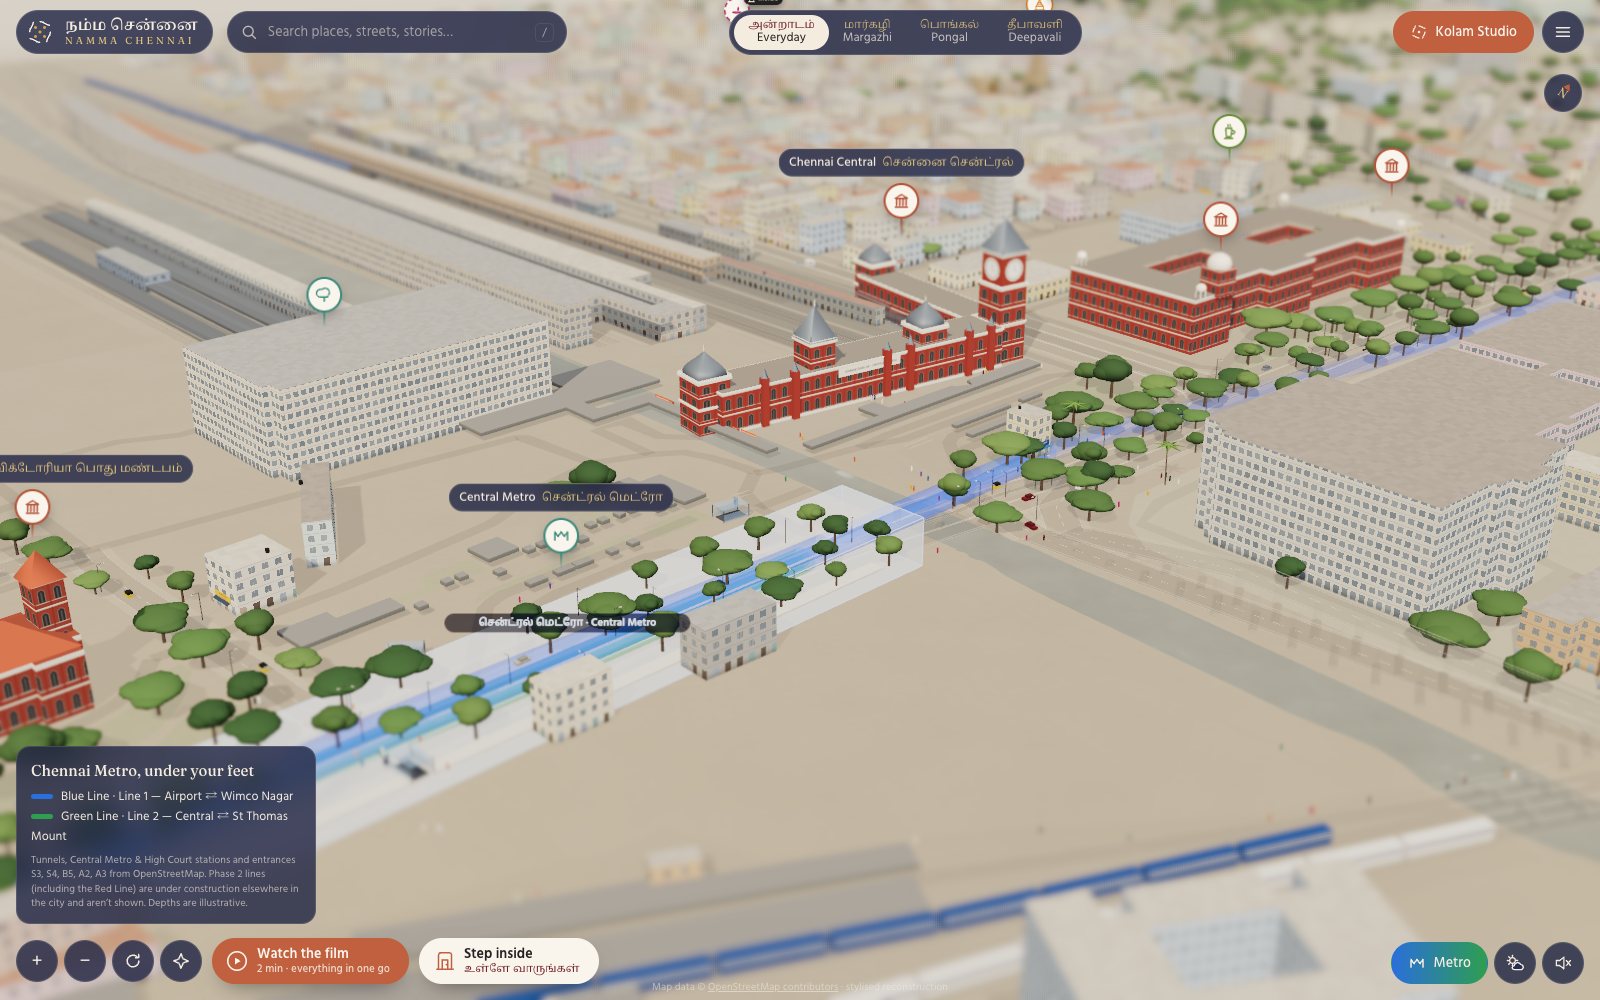 நம்ம சென்னை
NAMMA CHENNAI
Search places, streets, stories...
/
அன்றாடம்
Everyday
மார்கழி
Margazhi
பொங்கல்
Pongal
தீபாவளி
Deepavali
Kolam Studio
N
Chennai Central சென்னை சென்ட்ரல்
விக்டோரியா பொது மண்டபம்
Central Metro சென்ட்ரல் மெட்ரோ
சென்ட்ரல் மெட்ரோ · Central Metro
Chennai Metro, under your feet
Blue Line · Line 1 — Airport ⇄ Wimco Nagar
Green Line · Line 2 — Central ⇄ St Thomas
Mount
Tunnels, Central Metro & High Court stations and entrances
S3, S4, B5, A2, A3 from OpenStreetMap. Phase 2 lines
(including the Red Line) are under construction elsewhere in
the city and aren't shown. Depths are illustrative.
Watch the film
2 min · everything in one go
Step inside
உள்ளே வாருங்கள்
Metro
Map data © OpenStreetMap contributors · stylised reconstruction